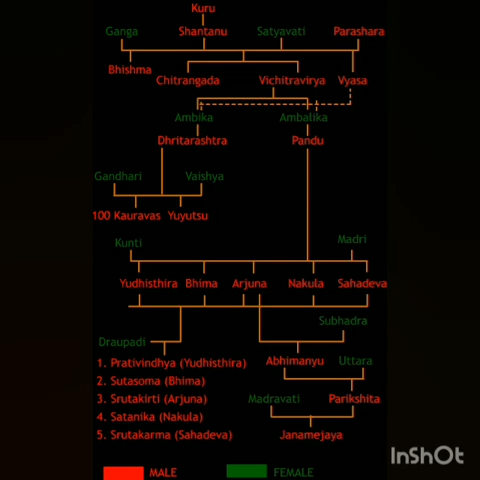 Kuru
Ganga Shantanu Satyavati Parashara
Bhishma
Chitrangada Vichitravirya Vyasa
Ambika Ambalika
Dhritarashtra Pandu
Gandhari Vaishya
100 Kauravas Yuyutsu
Kunti Madri
Yudhisthira Bhima Arjuna Nakula Sahadeva
Subhadra
Draupadi
1. Prativindhya (Yudhisthira) Abhimanyu Uttara
2. Sutasoma (Bhima)
3. Srutakirti (Arjuna) Madravati Parikshita
4. Satanika (Nakula)
5. Srutakarma (Sahadeva) Janamejaya
InShOt
MALE FEMALE